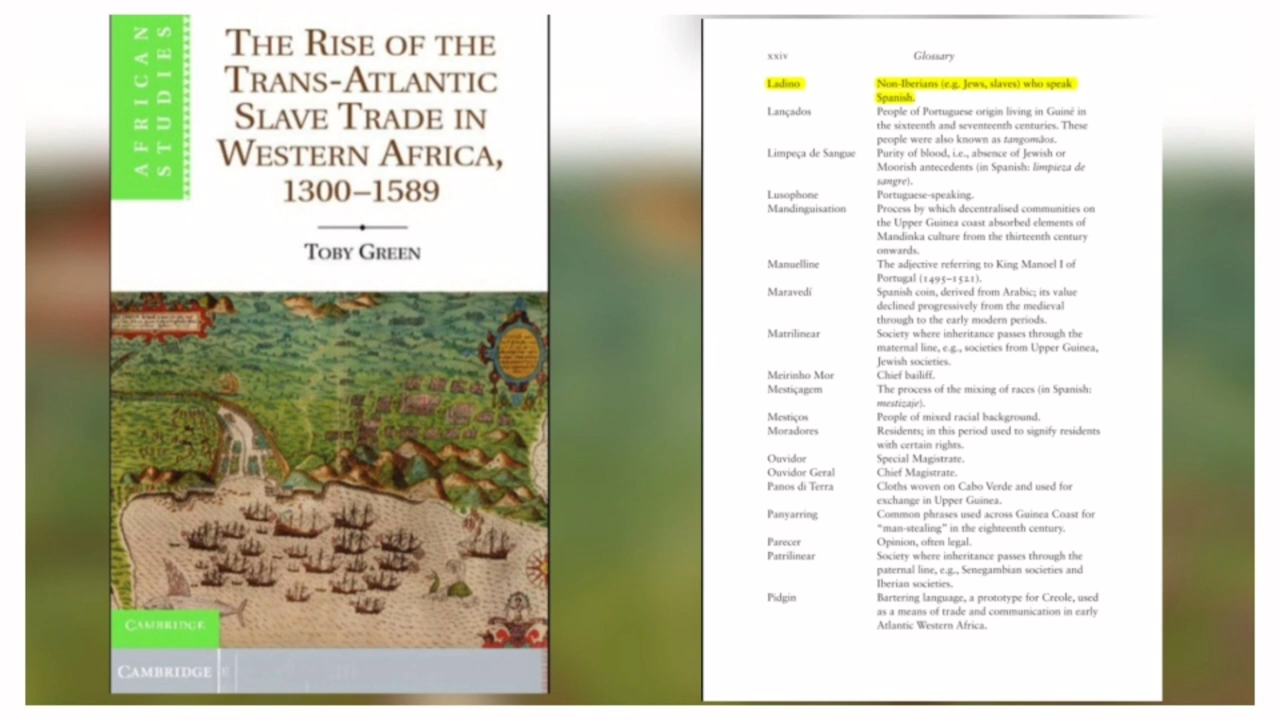 AFRICAN
STUDIES
THE RISE OF THE
TRANS-ATLANTIC
SLAVE TRADE IN
WESTERN AFRICA,
1300–1589
TOBY GREEN
CAMBRIDGE
CAMBRIDGE
xxiv Glossary
Ladino Non-Iberians (e.g. Jews, slaves) who speak
Spanish.
Lançados People of Portuguese origin living in Guiné in
the sixteenth and seventeenth centuries. These
people were also known as tangomãos.
Limpeça de Sangue Purity of blood, i.e., absence of Jewish or
Moorish antecedents (in Spanish: limpieza de
sangre).
Lusophone Portuguese-speaking.
Mandinguisation Process by which decentralised communities on
the Upper Guinea coast absorbed elements of
Mandinka culture from the thirteenth century
onwards.
Manuelline The adjective referring to King Manoel I of
Portugal (1495–1521).
Maravedí Spanish coin, derived from Arabic; its value
declined progressively from the medieval
through to the early modern periods.
Matrilinear Society where inheritance passes through the
maternal line, e.g., societies from Upper Guinea,
Jewish societies.
Meirinho Mor Chief bailiff.
Mestiçagem The process of the mixing of races (in Spanish:
mestizaje).
Mestiços People of mixed racial background.
Moradores Residents; in this period used to signify residents
with certain rights.
Ouvidor Special Magistrate.
Ouvidor Geral Chief Magistrate.
Panos di Terra Cloths woven on Cabo Verde and used for
exchange in Upper Guinea.
Panyarring Common phrases used across Guinea Coast for
"man-stealing" in the eighteenth century.
Parecer Opinion, often legal.
Patrilinear Society where inheritance passes through the
paternal line, e.g., Senegambian societies and
Iberian societies.
Pidgin Bartering language, a prototype for Creole, used
as a means of trade and communication in early
Atlantic Western Africa.